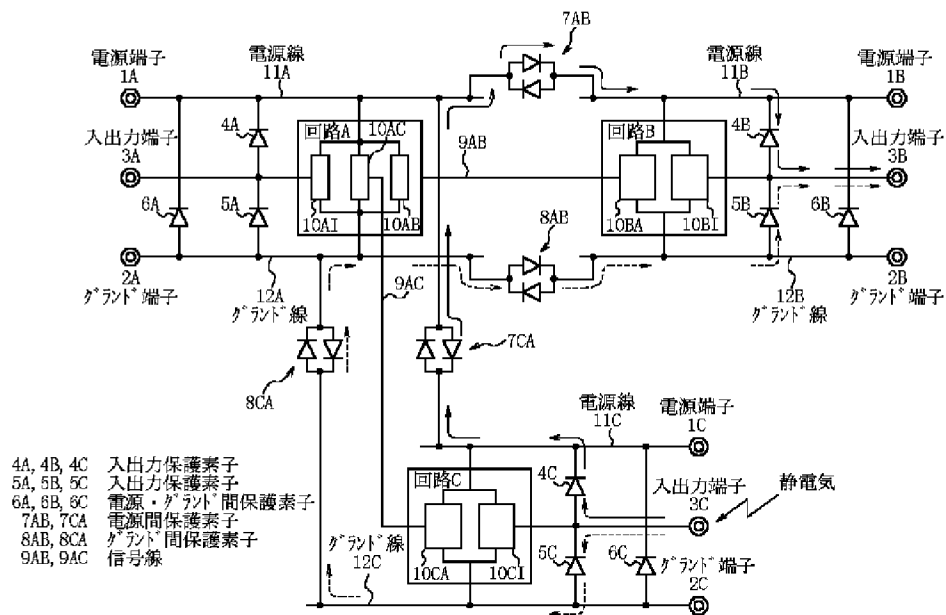 7AB
電源端子
1A
電源線
11A
電源線
11B
電源端子
1B
入出力端子
3A
4A
回路A
10AC
9AB
回路B
4B
入出力端子
3B
6A
5A
10AI
10AB
8AB
10BA
10BI
5B
6B
2A
グランド端子
12A
グランド線
9AC
12B
グランド線
2B
グランド端子
8CA
7CA
電源線
11C
電源端子
1C
4A, 4B, 4C 入出力保護素子
5A, 5B, 5C 入出力保護素子
6A, 6B, 6C 電源・グランド間保護素子
7AB, 7CA 電源間保護素子
8AB, 8CA グランド間保護素子
9AB, 9AC 信号線
回路C
4C
入出力端子
3C
静電気
グランド線
12C
10CA
10CI
5C
6C
グランド端子
2C